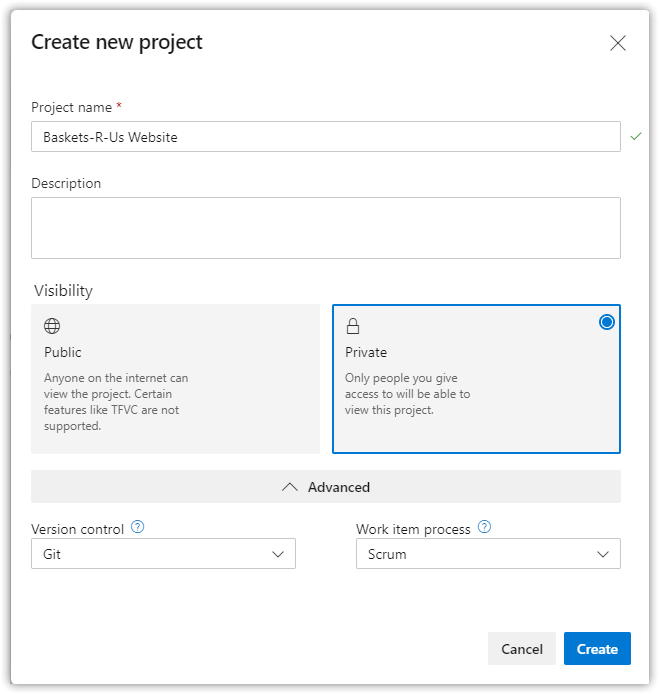 Create new project
Project name *
Baskets-R-Us Website
Description
Visibility
Public
Anyone on the internet can
view the project. Certain
features like TFVC are not
supported.
Private
Only people you give
access to will be able to
view this project.
Advanced
Version control ?
Git
Work item process ?
Scrum
Cancel
Create